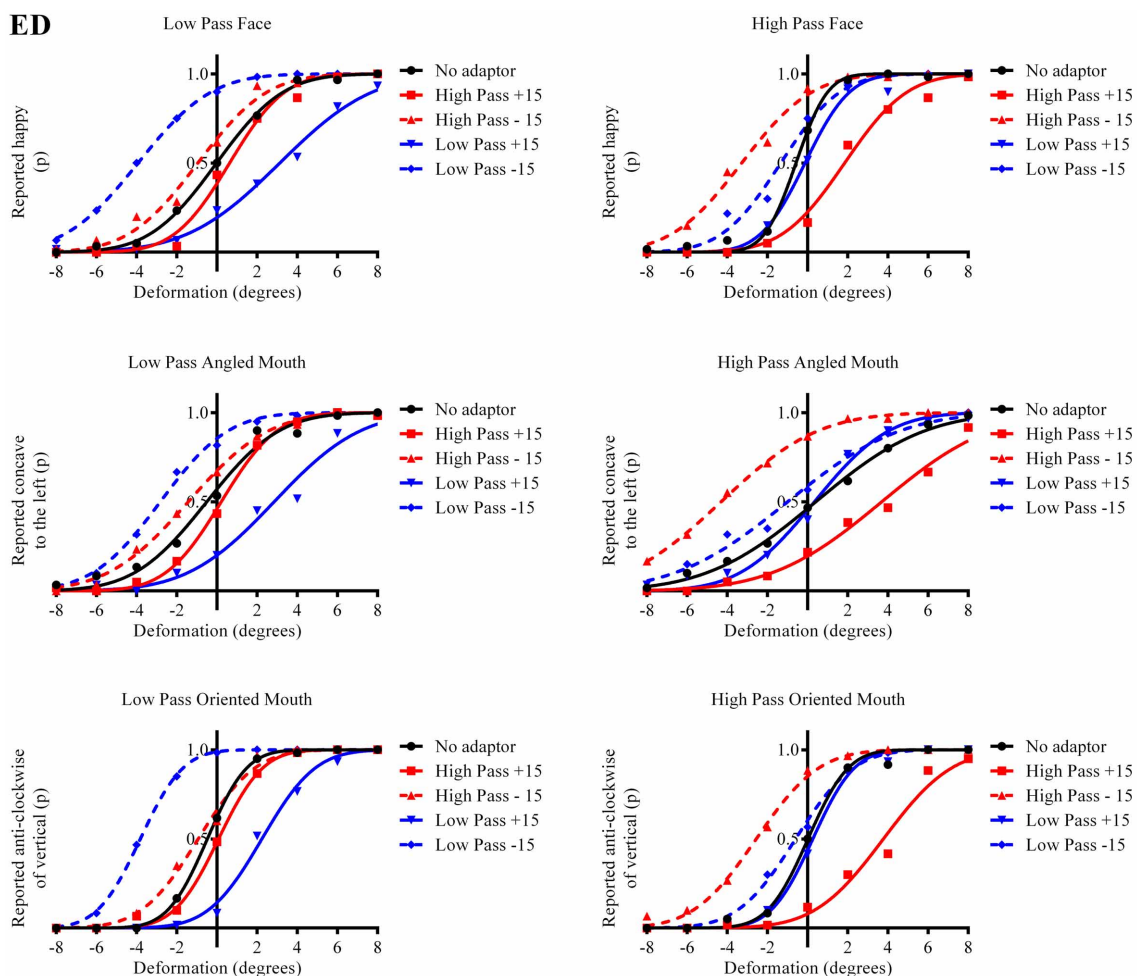 ED
Low Pass Face
Reported happy
(p)
1.0
0.5
-8 -6 -4 -2 2 4 6 8
Deformation (degrees)
No adaptor
High Pass +15
High Pass - 15
Low Pass +15
Low Pass -15
High Pass Face
Reported happy
(p)
1.0
0.5
-8 -6 -4 -2 2 4 6 8
Deformation (degrees)
No adaptor
High Pass +15
High Pass - 15
Low Pass +15
Low Pass -15
Low Pass Angled Mouth
Reported concave
to the left (p)
1.0
0.5
-8 -6 -4 -2 2 4 6 8
Deformation (degrees)
No adaptor
High Pass +15
High Pass - 15
Low Pass +15
Low Pass -15
High Pass Angled Mouth
Reported concave
to the left (p)
1.0
0.5
-8 -6 -4 -2 2 4 6 8
Deformation (degrees)
No adaptor
High Pass +15
High Pass - 15
Low Pass +15
Low Pass -15
Low Pass Oriented Mouth
Reported anti-clockwise
of vertical (p)
1.0
0.5
-8 -6 -4 -2 2 4 6 8
Deformation (degrees)
No adaptor
High Pass +15
High Pass - 15
Low Pass +15
Low Pass -15
High Pass Oriented Mouth
Reported anti-clockwise
of vertical (p)
1.0
0.5
-8 -6 -4 -2 2 4 6 8
Deformation (degrees)
No adaptor
High Pass +15
High Pass - 15
Low Pass +15
Low Pass -15